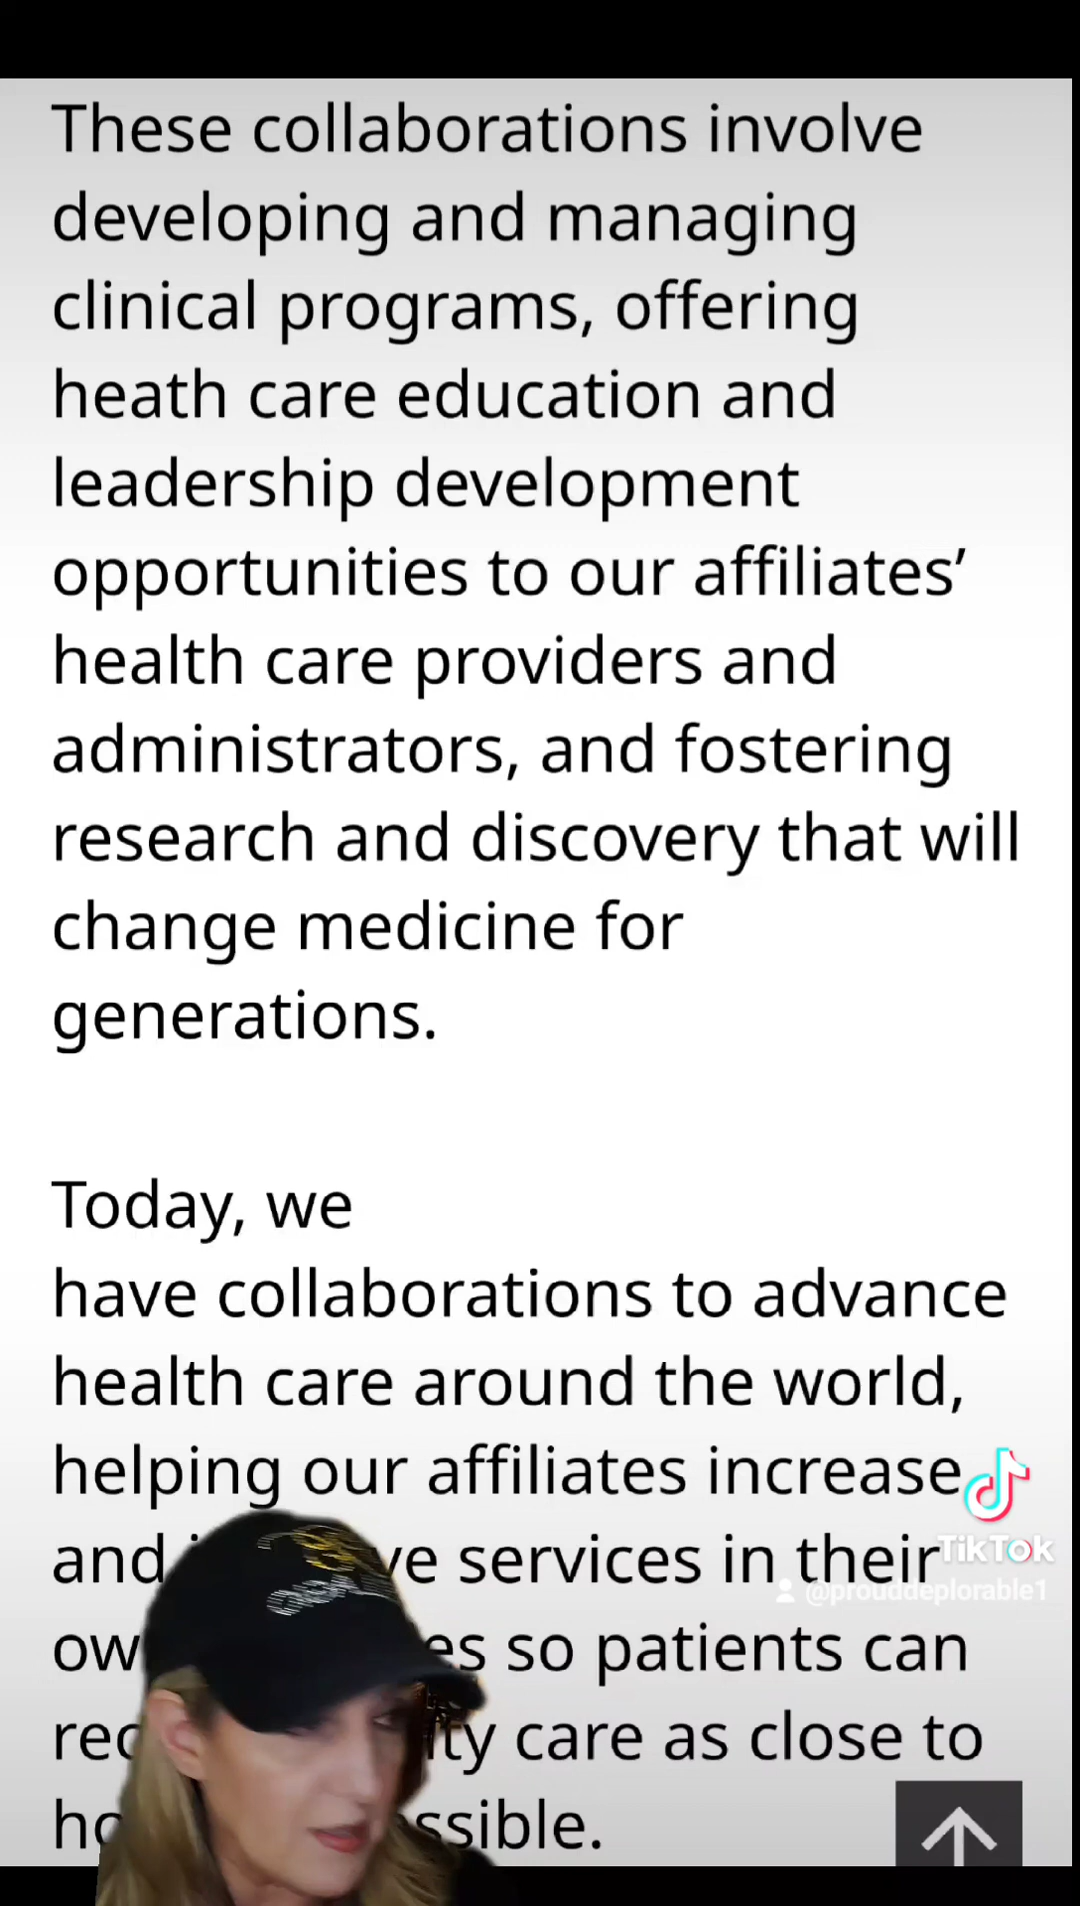 These collaborations involve
developing and managing
clinical programs, offering
heath care education and
leadership development
opportunities to our affiliates’
health care providers and
administrators, and fostering
research and discovery that will
change medicine for
generations.
Today, we
have collaborations to advance
health care around the world,
helping our affiliates increase
and services in their
so patients can
care as close to
TikTok
@prouddeplorable1